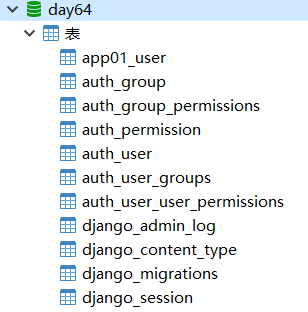 day64
表
app01_user
auth_group
auth_group_permissions
auth_permission
auth_user
auth_user_groups
auth_user_user_permissions
django_admin_log
django_content_type
django_migrations
django_session